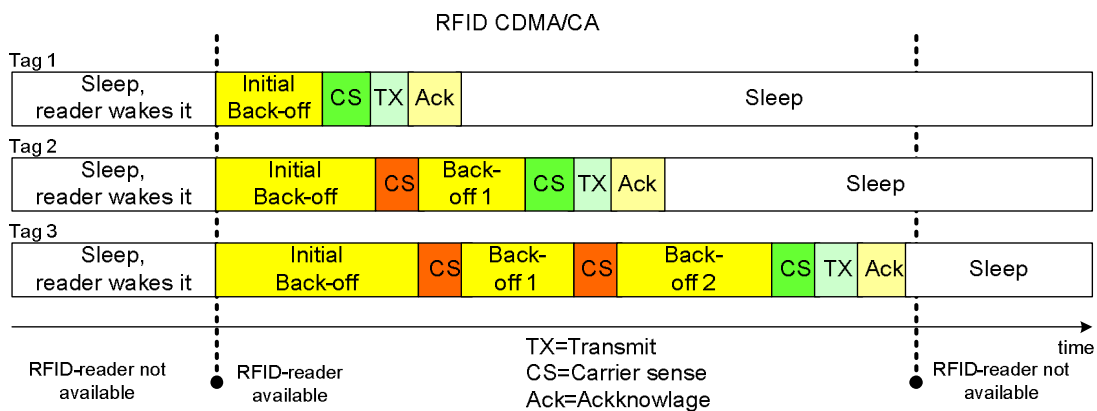 RFID CDMA/CA
Tag 1
Sleep,
reader wakes it
Initial
Back-off
CS
TX
Ack
Sleep
Tag 2
Sleep,
reader wakes it
Initial
Back-off
CS
Back-
off 1
CS
TX
Ack
Sleep
Tag 3
Sleep,
reader wakes it
Initial
Back-off
CS
Back-
off 1
CS
Back-
off 2
CS
TX
Ack
Sleep
time
RFID-reader not
available
RFID-reader
available
TX=Transmit
CS=Carrier sense
Ack=Ackknowlage
RFID-reader not
available